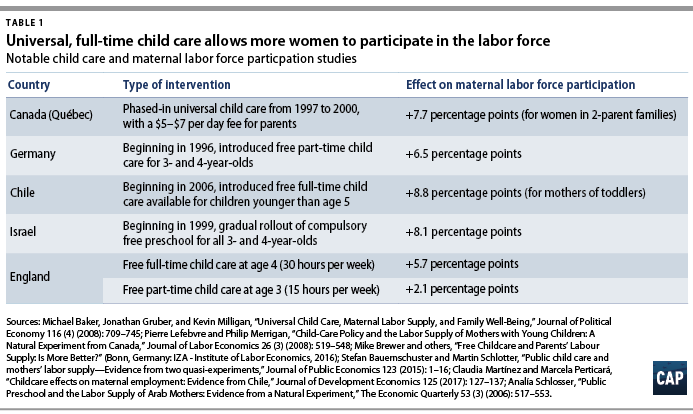 TABLE 1
Universal, full-time child care allows more women to participate in the labor force
Notable child care and maternal labor force particpation studies
Country Type of intervention Effect on maternal labor force participation
Canada (Québec) Phased-in universal child care from 1997 to 2000,
with a $5–$7 per day fee for parents
+7.7 percentage points (for women in 2-parent families)
Germany Beginning in 1996, introduced free part-time child
care for 3- and 4-year-olds
+6.5 percentage points
Chile Beginning in 2006, introduced free full-time child
care available for children younger than age 5
+8.8 percentage points (for mothers of toddlers)
Israel Beginning in 1999, gradual rollout of compulsory
free preschool for all 3- and 4-year-olds
+8.1 percentage points
England
Free full-time child care at age 4 (30 hours per week) +5.7 percentage points
Free part-time child care at age 3 (15 hours per week) +2.1 percentage points
Sources: Michael Baker, Jonathan Gruber, and Kevin Milligan, “Universal Child Care, Maternal Labor Supply, and Family Well-Being,” Journal of Political
Economy 116 (4) (2008): 709–745; Pierre Lefebvre and Philip Merrigan, “Child-Care Policy and the Labor Supply of Mothers with Young Children: A
Natural Experiment from Canada,” Journal of Labor Economics 26 (3) (2008): 519–548; Mike Brewer and others, “Free Childcare and Parents’ Labour
Supply: Is More Better?” (Bonn, Germany: IZA - Institute of Labor Economics, 2016); Stefan Bauernschuster and Martin Schlotter, “Public child care and
mothers’ labor supply—Evidence from two quasi-experiments,” Journal of Public Economics 123 (2015): 1–16; Claudia Martínez and Marcela Perticará,
“Childcare effects on maternal employment: Evidence from Chile,” Journal of Development Economics 125 (2017): 127–137; Analia Schlosser, “Public
Preschool and the Labor Supply of Arab Mothers: Evidence from a Natural Experiment,” The Economic Quarterly 53 (3) (2006): 517–553.
CAP